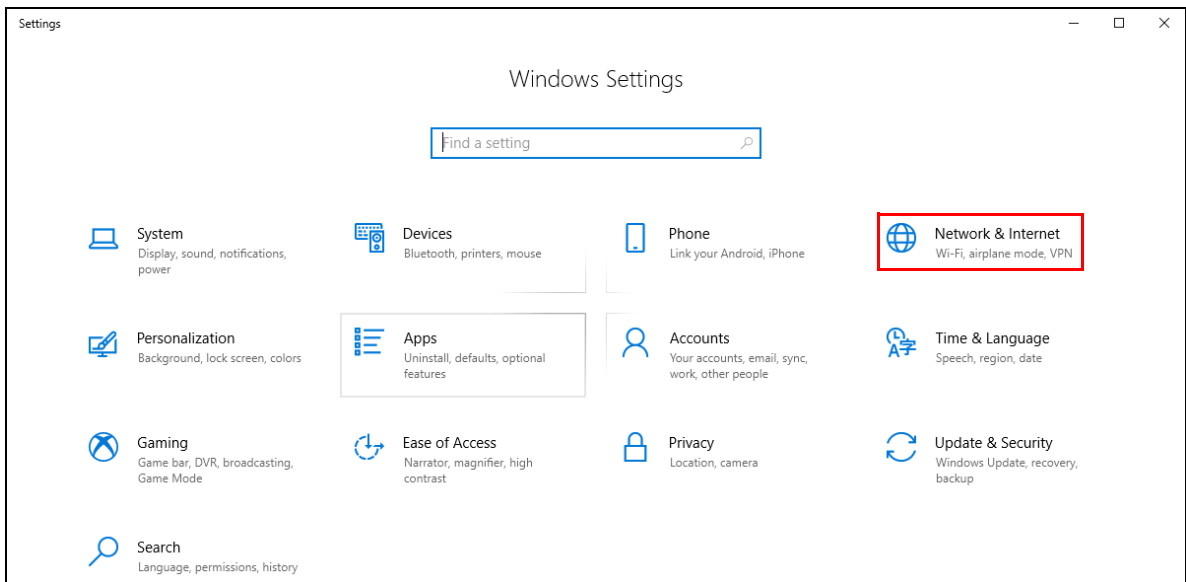 Settings
Windows Settings
Find a setting
System
Display, sound, notifications,
power
Devices
Bluetooth, printers, mouse
Phone
Link your Android, iPhone
Network & Internet
Wi-Fi, airplane mode, VPN
Personalization
Background, lock screen, colors
Apps
Uninstall, defaults, optional
features
Accounts
Your accounts, email, sync,
work, other people
Time & Language
Speech, region, date
Gaming
Game bar, DVR, broadcasting,
Game Mode
Ease of Access
Narrator, magnifier, high
contrast
Privacy
Location, camera
Update & Security
Windows Update, recovery,
backup
Search
Language, permissions, history